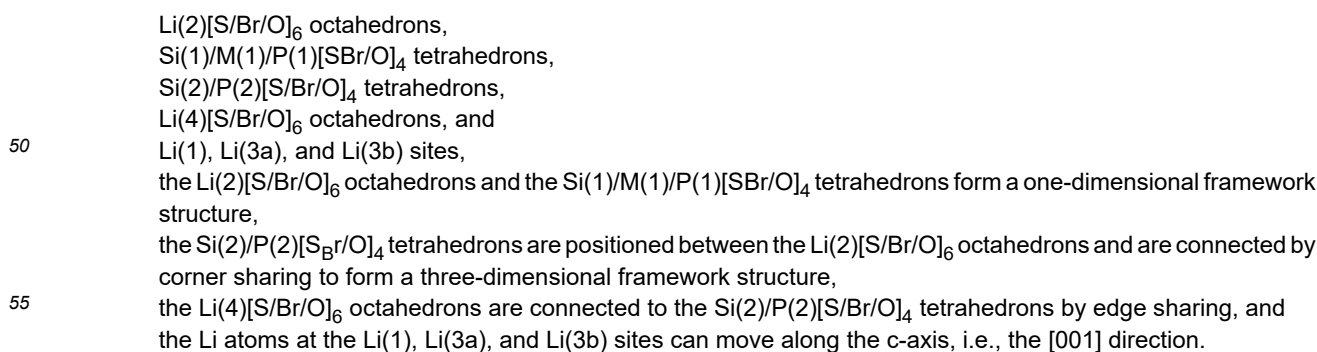 Li(2)[S/Br/O]6 octahedrons,
Si(1)/M(1)/P(1)[SBr/O]4 tetrahedrons,
Si(2)/P(2)[S/Br/O]4 tetrahedrons,
Li(4)[S/Br/O]6 octahedrons, and
50 Li(1), Li(3a), and Li(3b) sites,
the Li(2)[S/Br/O]6 octahedrons and the Si(1)/M(1)/P(1)[SBr/O]4 tetrahedrons form a one-dimensional framework
structure,
the Si(2)/P(2)[SBr/O]4 tetrahedrons are positioned between the Li(2)[S/Br/O]6 octahedrons and are connected by
corner sharing to form a three-dimensional framework structure,
55 the Li(4)[S/Br/O]6 octahedrons are connected to the Si(2)/P(2)[S/Br/O]4 tetrahedrons by edge sharing, and
the Li atoms at the Li(1), Li(3a), and Li(3b) sites can move along the c-axis, i.e., the [001] direction.